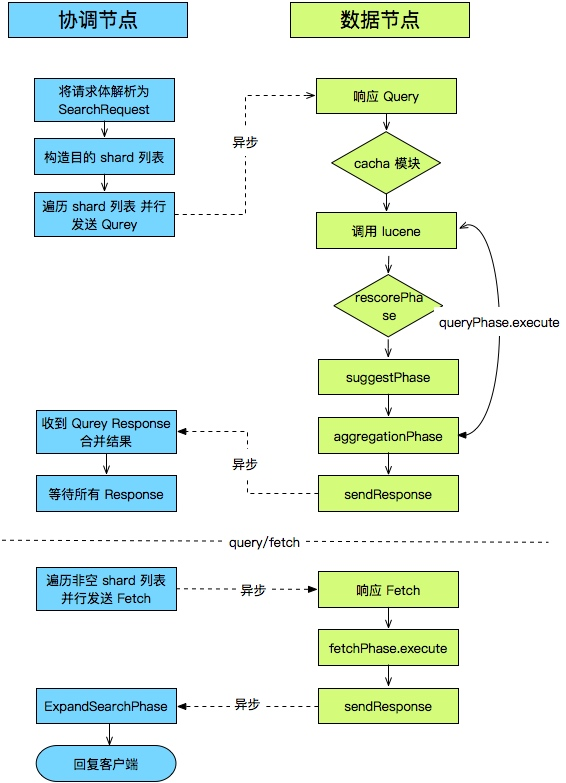 协调节点
数据节点
将请求体解析为
SearchRequest
响应 Query
异步
构造目的 shard 列表
cacha 模块
遍历 shard 列表 并行
发送 Qurey
调用 lucene
rescorePha
se
queryPhase.execute
suggestPhase
收到 Qurey Response
合并结果
aggregationPhase
异步
等待所有 Response
sendResponse
query/fetch
遍历非空 shard 列表
并行发送 Fetch
异步
响应 Fetch
fetchPhase.execute
ExpandSearchPhase
异步
sendResponse
回复客户端